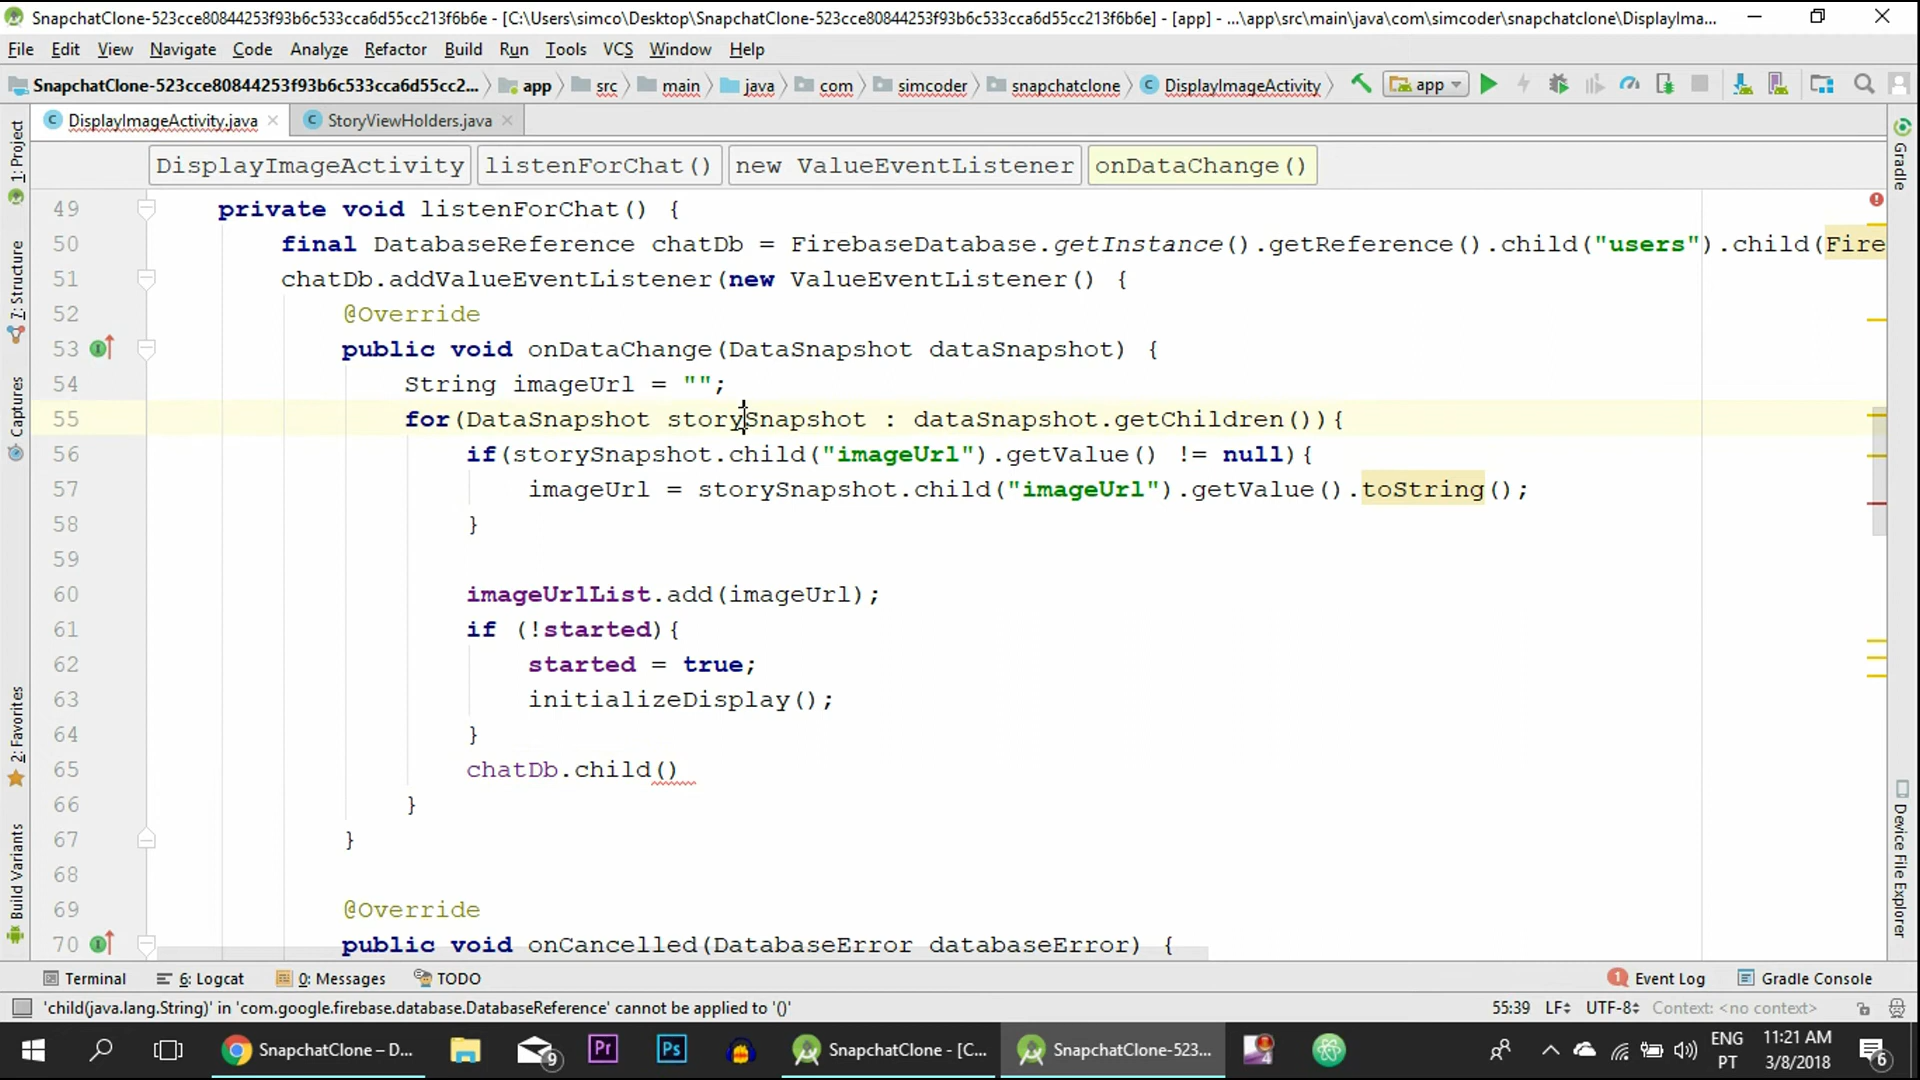 SnapchatClone-523cce80844253f93b6c533cca6d55cc213f6b6e - [C:\Users\simco\Desktop\SnapchatClone-523cce80844253f93b6c533cca6d55cc213f6b6e] - [app] - ...\app\src\main\java\com\simcoder\snapchatclone\DisplayIma...
File Edit View Navigate Code Analyze Refactor Build Run Tools VCS Window Help
SnapchatClone-523cce80844253f93b6c533cca6d55cc2... app src main java com simcoder snapchatclone DisplayImageActivity app
DisplayImageActivity.java StoryViewHolders.java
DisplayImageActivity listenForChat() new ValueEventListener onDataChange()
49 private void listenForChat() {
50 final DatabaseReference chatDb = FirebaseDatabase.getInstance().getReference().child("users").child(Fire
51 chatDb.addValueEventListener(new ValueEventListener() {
52 @Override
53 public void onDataChange(DataSnapshot dataSnapshot) {
54 String imageUrl = "";
55 for(DataSnapshot storySnapshot : dataSnapshot.getChildren()){
56 if(storySnapshot.child("imageUrl").getValue() != null){
57 imageUrl = storySnapshot.child("imageUrl").getValue().toString();
58 }
59
60 imageUrlList.add(imageUrl);
61 if (!started){
62 started = true;
63 initializeDisplay();
64 }
65 chatDb.child()
66 }
67 }
68
69 @Override
70 public void onCancelled(DatabaseError databaseError) {
1: Project
7: Structure
Captures
2: Favorites
Build Variants
Gradle
Device File Explorer
Terminal 6: Logcat 0: Messages TODO 1 Event Log Gradle Console
'child(java.lang.String)' in 'com.google.firebase.database.DatabaseReference' cannot be applied to '()' 55:39 LF÷ UTF-8÷ Context: <no context>
SnapchatClone – D... 9 Pr Ps SnapchatClone - [C... SnapchatClone-523... 4 ENG 11:21 AM
PT 3/8/2018 6